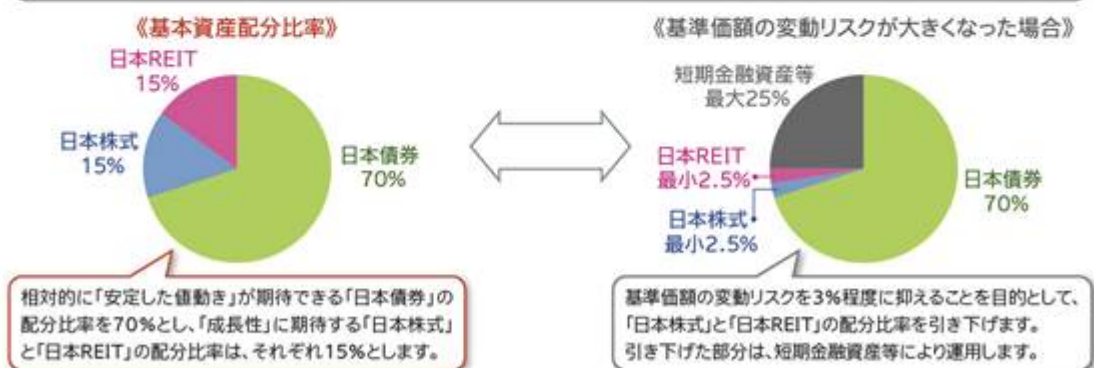 《基本資産配分比率》
日本REIT
15%
日本株式
15%
日本債券
70%
相対的に「安定した値動き」が期待できる「日本債券」の
配分比率を70%とし、「成長性」に期待する「日本株式」
と「日本REIT」の配分比率は、それぞれ15%とします。
《基準価額の変動リスクが大きくなった場合》
短期金融資産等
最大25%
日本REIT
最小2.5%
日本株式
最小2.5%
日本債券
70%
基準価額の変動リスクを3%程度に抑えることを目的として、
「日本株式」と「日本REIT」の配分比率を引き下げます。
引き下げた部分は、短期金融資産等により運用します。